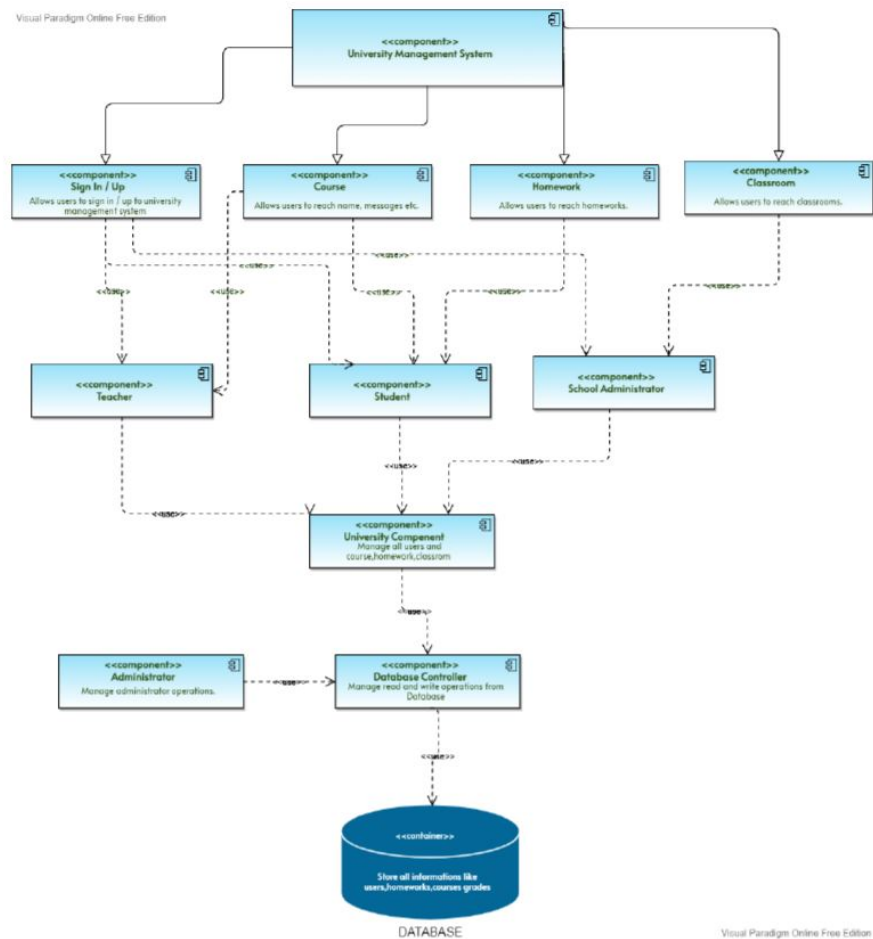 Visual Paradigm Online Free Edition
<<component>>
University Management System
<<component>>
Sign In / Up
Allows users to sign in / up to university
management system
<<component>>
Course
Allows users to reach name, messages etc.
<<component>>
Homework
Allows users to reach homeworks.
<<component>>
Classroom
Allows users to reach classrooms.
<<use>>
<<use>>
<<use>>
<<use>>
<<use>>
<<use>>
<<use>>
<<component>>
Teacher
<<component>>
Student
<<component>>
School Administrator
<<use>>
<<use>>
<<use>>
<<component>>
University Compenent
Manage all users and
course,homework,classrom
<<use>>
<<component>>
Administrator
Manage administrator operations.
<<use>>
<<component>>
Database Controller
Manage read and write operations from
Database
<<use>>
<<container>>
Store all informations like
users,homeworks,courses grades
DATABASE
Visual Paradigm Online Free Edition